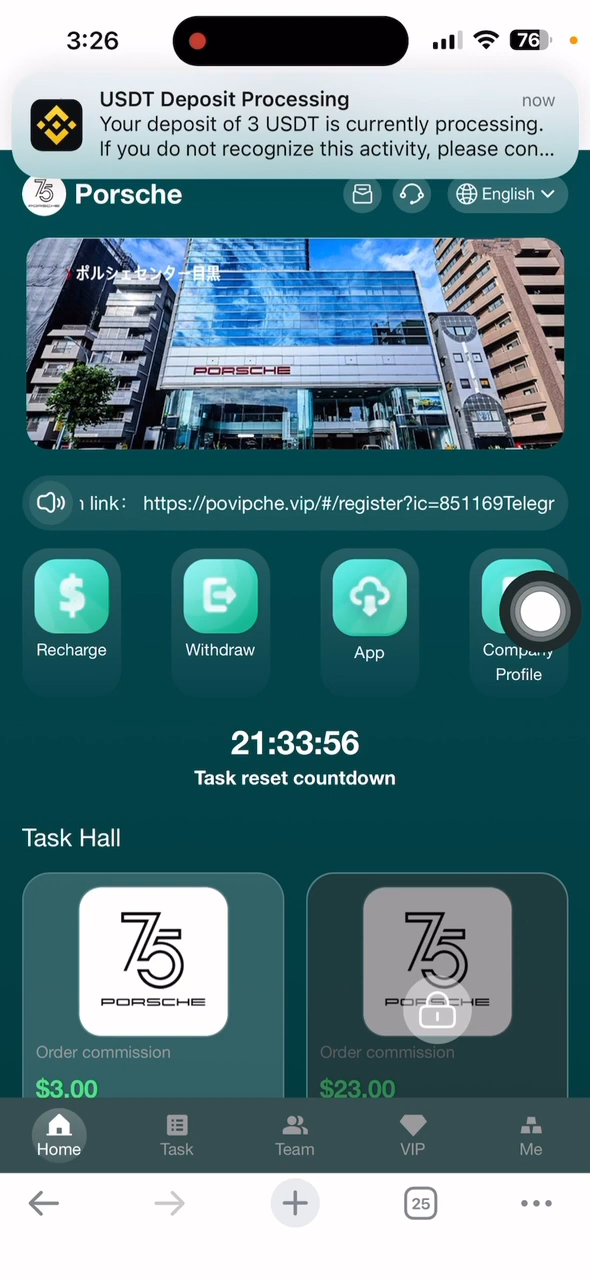 3:26
76
USDT Deposit Processing
now
Your deposit of 3 USDT is currently processing.
If you do not recognize this activity, please con...
75
Porsche
English
ポルシェセンター目黒
PORSCHE
link： https://povipche.vip/#/register?ic=851169Telegr
Recharge
Withdraw
App
Company
Profile
21:33:56
Task reset countdown
Task Hall
75
PORSCHE
75
PORSCHE
Order commission
Order commission
$3.00
$23.00
Home
Task
Team
VIP
Me
25